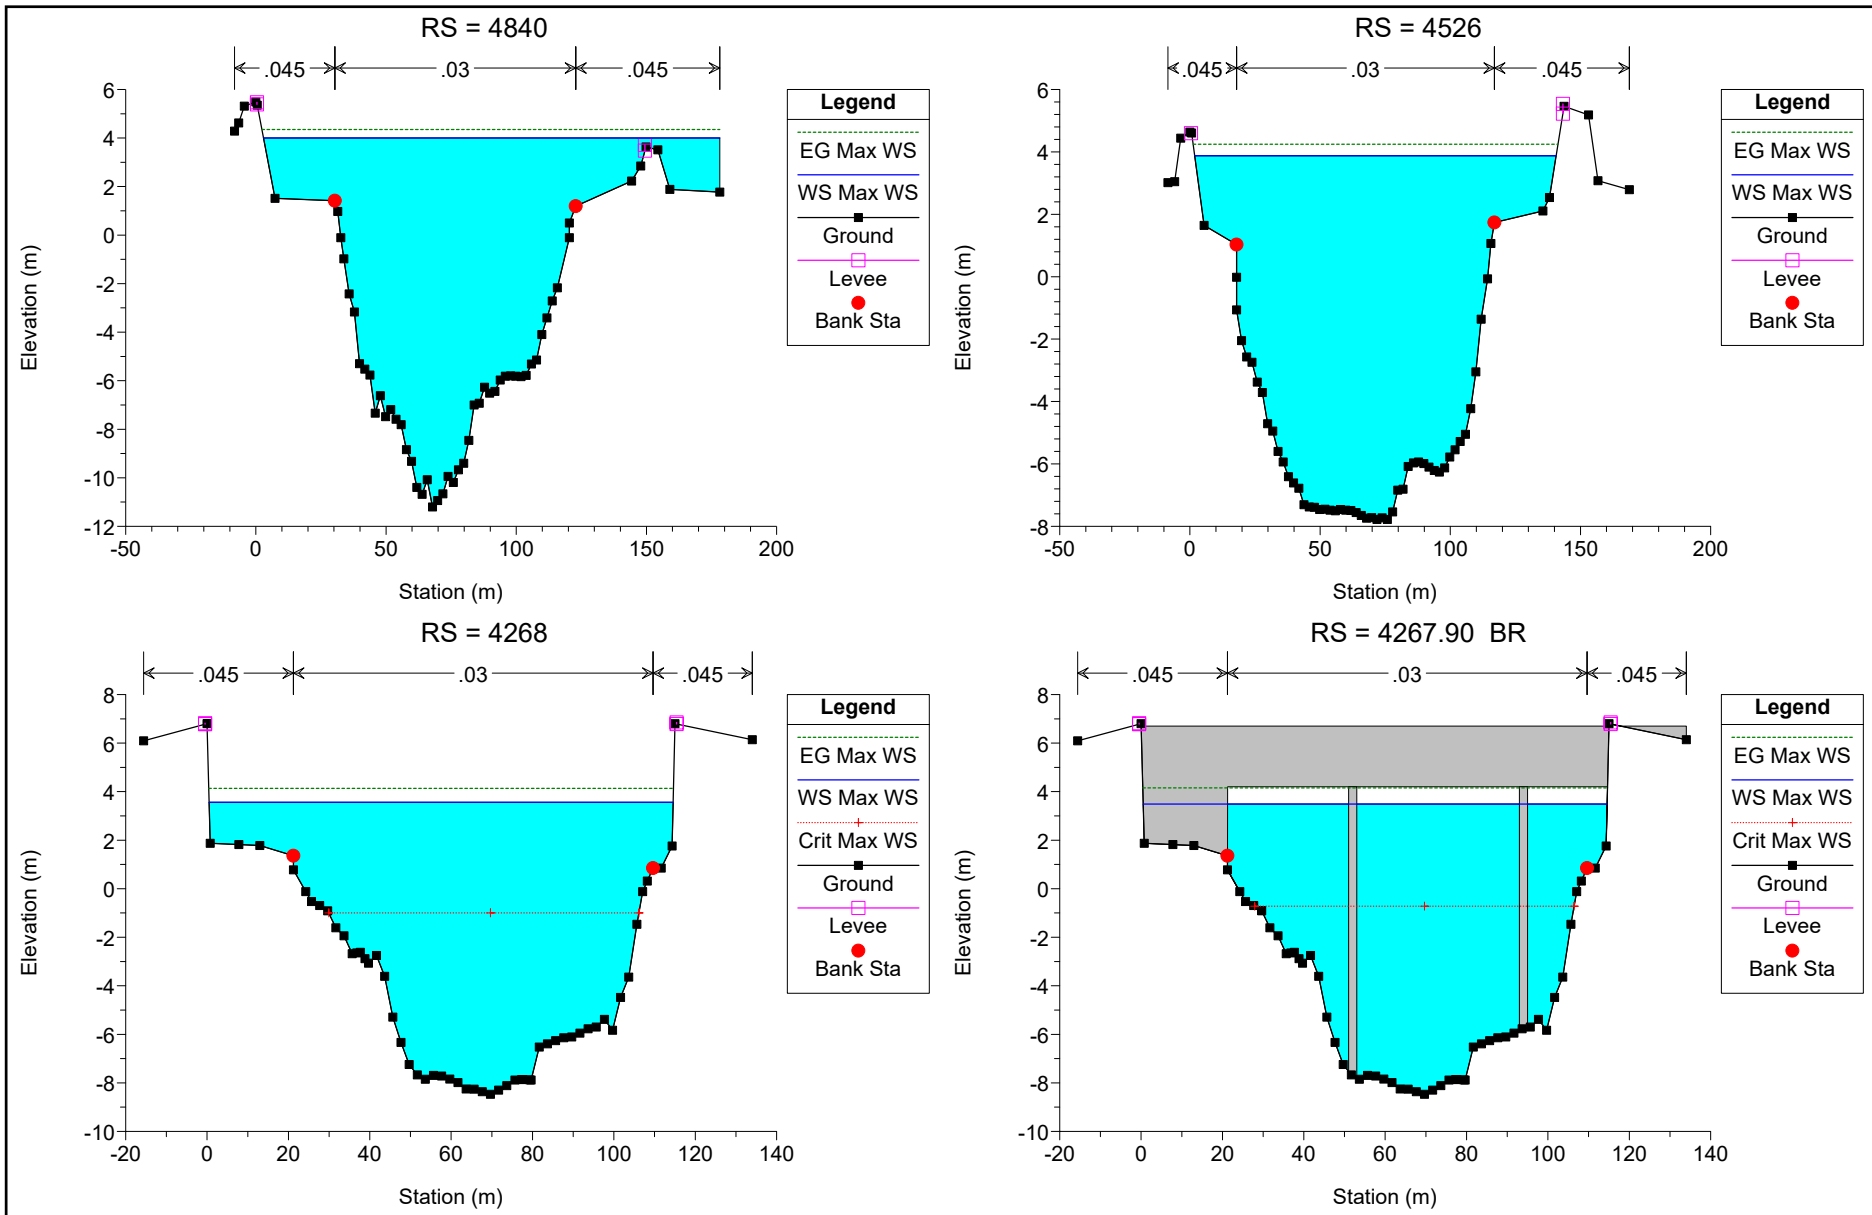 RS = 4840
.045 .03 .045
6
4
2
0
-2
-4
-6
-8
-10
-12
-50 0 50 100 150 200
Elevation (m)
Station (m)
Legend
EG Max WS
WS Max WS
Ground
Levee
Bank Sta
RS = 4526
.045 .03 .045
6
4
2
0
-2
-4
-6
-8
-50 0 50 100 150 200
Elevation (m)
Station (m)
Legend
EG Max WS
WS Max WS
Ground
Levee
Bank Sta
RS = 4268
.045 .03 .045
8
6
4
2
0
-2
-4
-6
-8
-10
-20 0 20 40 60 80 100 120 140
Elevation (m)
Station (m)
Legend
EG Max WS
WS Max WS
Crit Max WS
Ground
Levee
Bank Sta
RS = 4267.90 BR
.045 .03 .045
8
6
4
2
0
-2
-4
-6
-8
-10
-20 0 20 40 60 80 100 120 140
Elevation (m)
Station (m)
Legend
EG Max WS
WS Max WS
Crit Max WS
Ground
Levee
Bank Sta